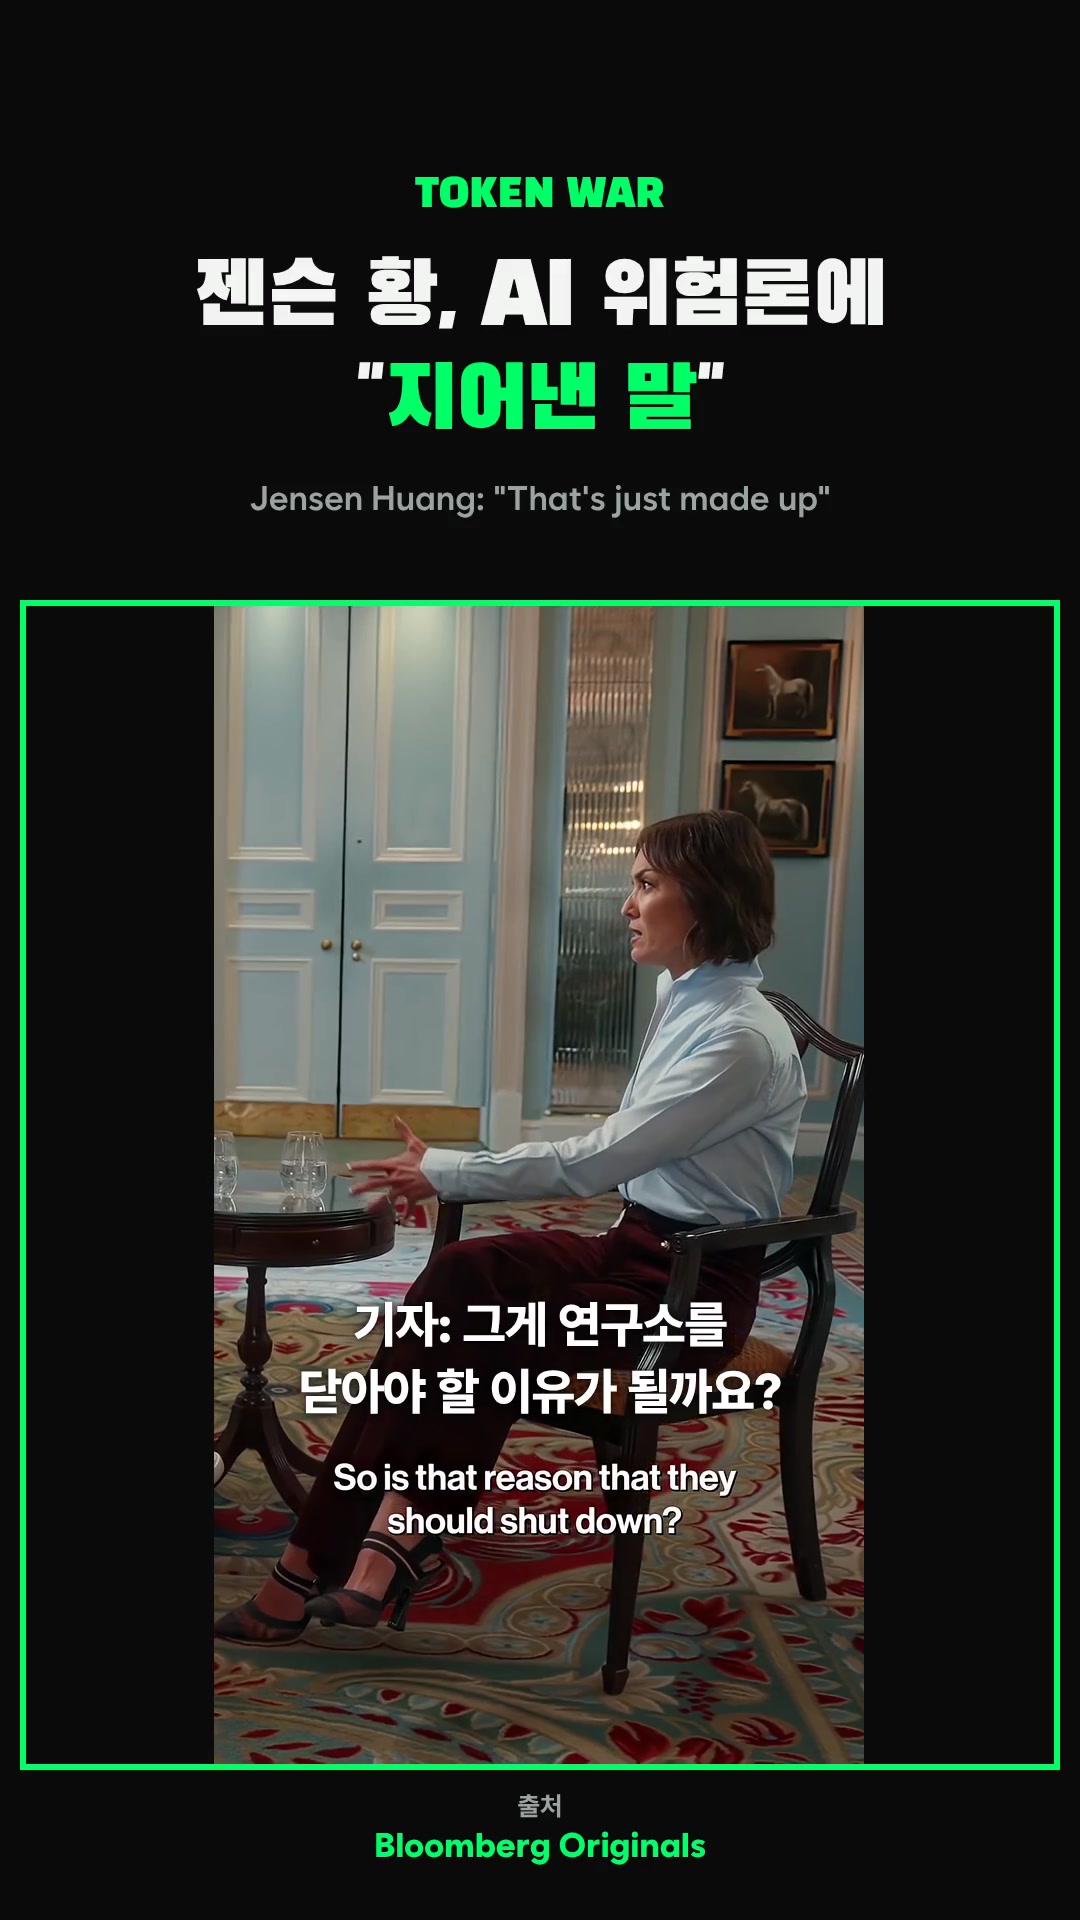 TOKEN WAR
젠슨 황, AI 위험론에
"지어낸 말"
Jensen Huang: "That's just made up"
기자: 그게 연구소를
닫아야 할 이유가 될까요?
So is that reason that they
should shut down?
출처
Bloomberg Originals